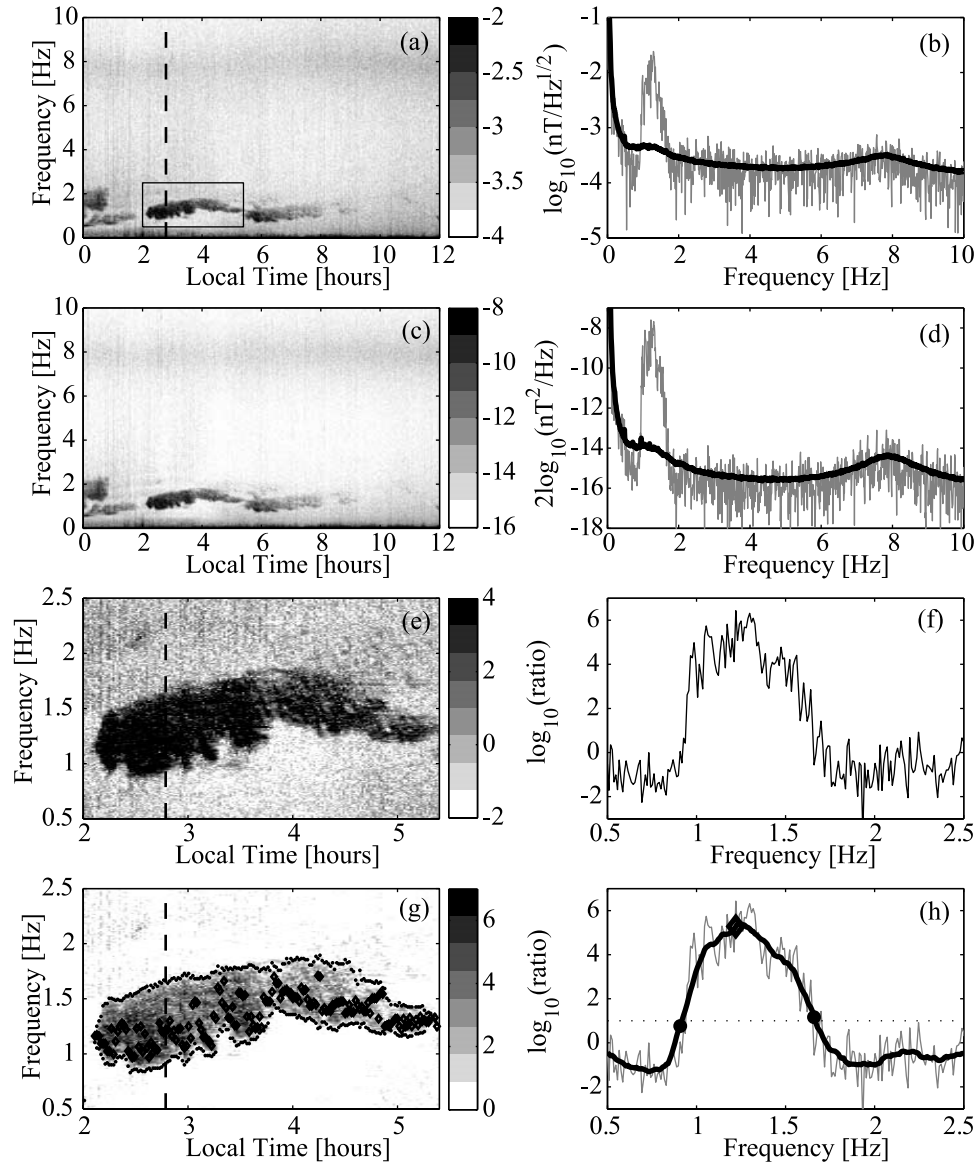 10
8
6
4
2
0
Frequency [Hz]
(a)
0 2 4 6 8 10 12
Local Time [hours]
-2
-2.5
-3
-3.5
-4
-1
-2
-3
-4
-5
log10(nT/Hz1/2)
(b)
0 2 4 6 8 10
Frequency [Hz]
10
8
6
4
2
0
Frequency [Hz]
(c)
0 2 4 6 8 10 12
Local Time [hours]
-8
-10
-12
-14
-16
-8
-10
-12
-14
-16
-18
2log10(nT2/Hz)
(d)
0 2 4 6 8 10
Frequency [Hz]
2.5
2
1.5
1
0.5
Frequency [Hz]
(e)
2 3 4 5
Local Time [hours]
4
2
0
-2
6
4
2
0
-2
log10(ratio)
(f)
0.5 1 1.5 2 2.5
Frequency [Hz]
2.5
2
1.5
1
0.5
Frequency [Hz]
(g)
2 3 4 5
Local Time [hours]
6
4
2
0
6
4
2
0
-2
log10(ratio)
(h)
0.5 1 1.5 2 2.5
Frequency [Hz]